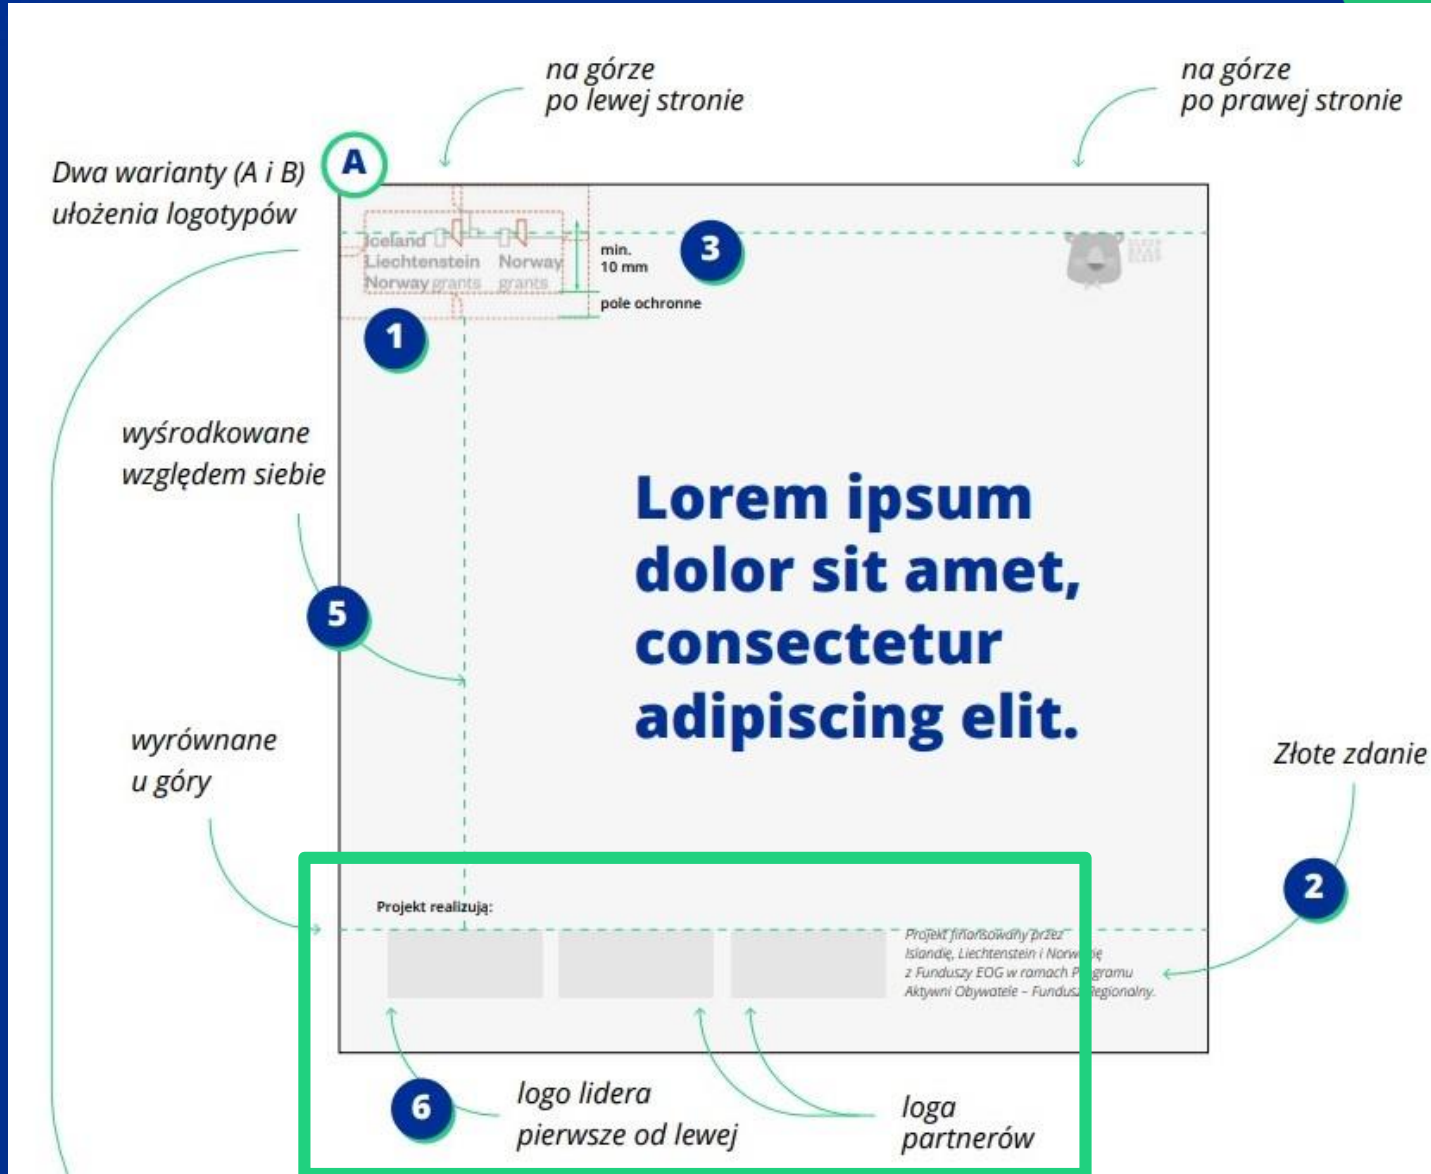 na górze
po lewej stronie
na górze
po prawej stronie
Dwa warianty (A i B)
ułożenia logotypów
A
Iceland
Liechtenstein
Norway grants
Norway
grants
min.
10 mm
3
pole ochronne
1
wyśrodkowane
względem siebie
Lorem ipsum
dolor sit amet,
consectetur
adipiscing elit.
5
wyrównane
u góry
Złote zdanie
2
Projekt realizują:
Projekt finansowany przez
Islandię, Liechtenstein i Norwegię
z Funduszy EOG w ramach Programu
Aktywni Obywatele – Fundusz Regionalny.
6
logo lidera
pierwsze od lewej
loga
partnerów